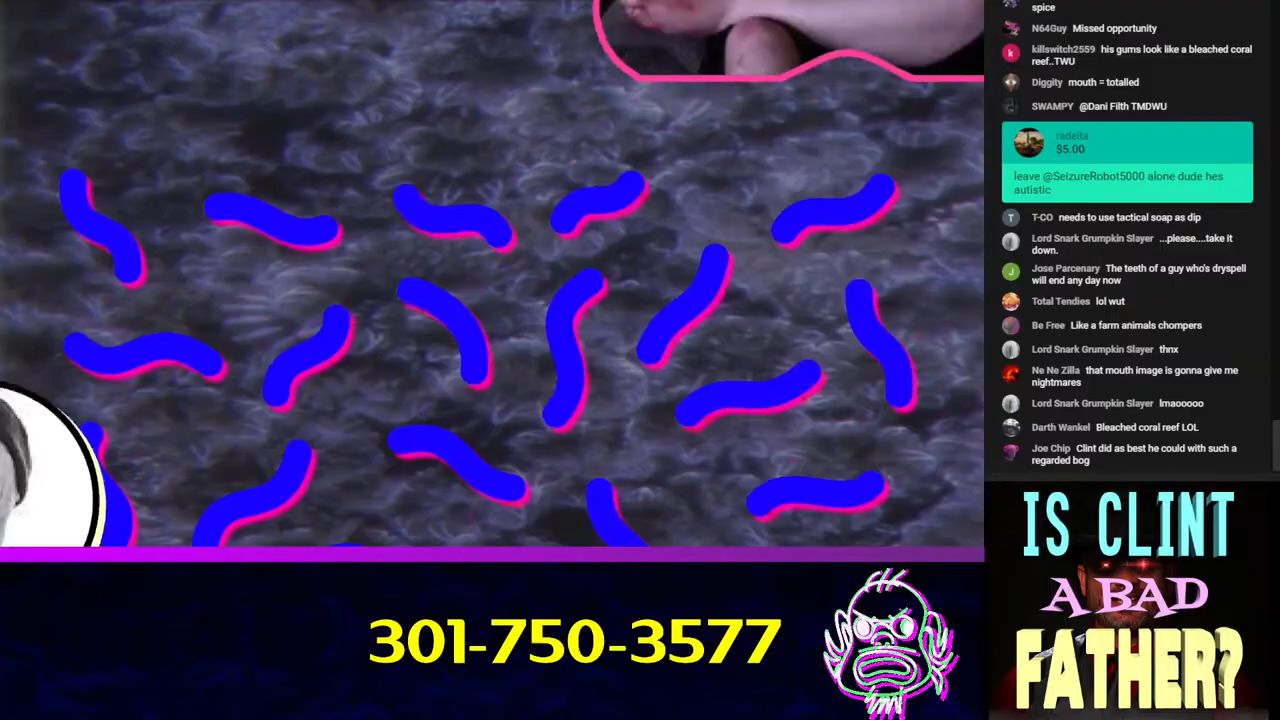 spice
N64Guy Missed opportunity
killswitch2559 his gums look like a bleached coral
reef..TWU
Diggity mouth = totalled
SWAMPY @Dani Filth TMDWU
radelta
$5.00
leave @SeizureRobot5000 alone dude hes
autistic
T T-CO needs to use tactical soap as dip
Lord Snark Grumpkin Slayer ...please....take it
down.
J Jose Parcenary The teeth of a guy who's dryspell
will end any day now
Total Tendies lol wut
Be Free Like a farm animals chompers
Lord Snark Grumpkin Slayer thnx
Ne Ne Zilla that mouth image is gonna give me
nightmares
Lord Snark Grumpkin Slayer lmaooooo
Darth Wankel Bleached coral reef LOL
Joe Chip Clint did as best he could with such a
regarded bog
IS CLINT
A BAD
FATHER?
301-750-3577